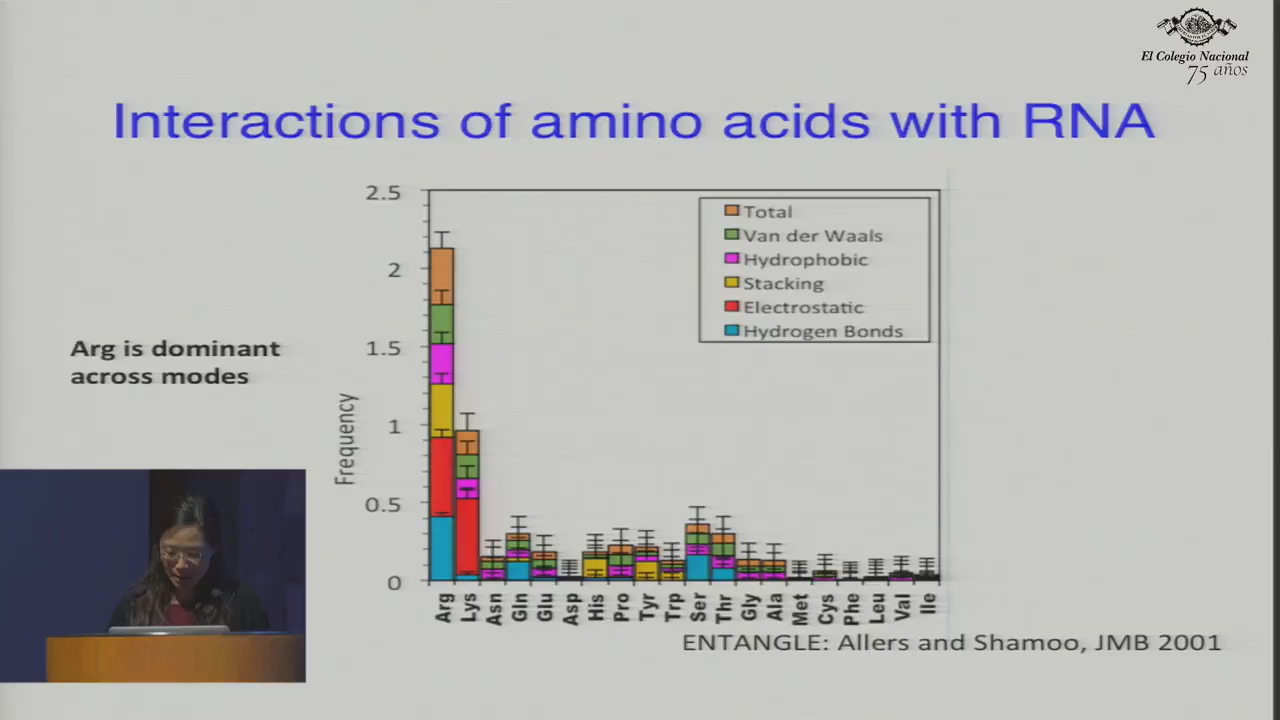 El Colegio Nacional
75 años
Interactions of amino acids with RNA
2.5
2
1.5
1
0.5
0
Frequency
Total
Van der Waals
Hydrophobic
Stacking
Electrostatic
Hydrogen Bonds
Arg is dominant
across modes
Arg Lys Asn Gln Glu Asp His Pro Tyr Trp Ser Thr Gly Ala Met Cys Phe Leu Val Ile
ENTANGLE: Allers and Shamoo, JMB 2001